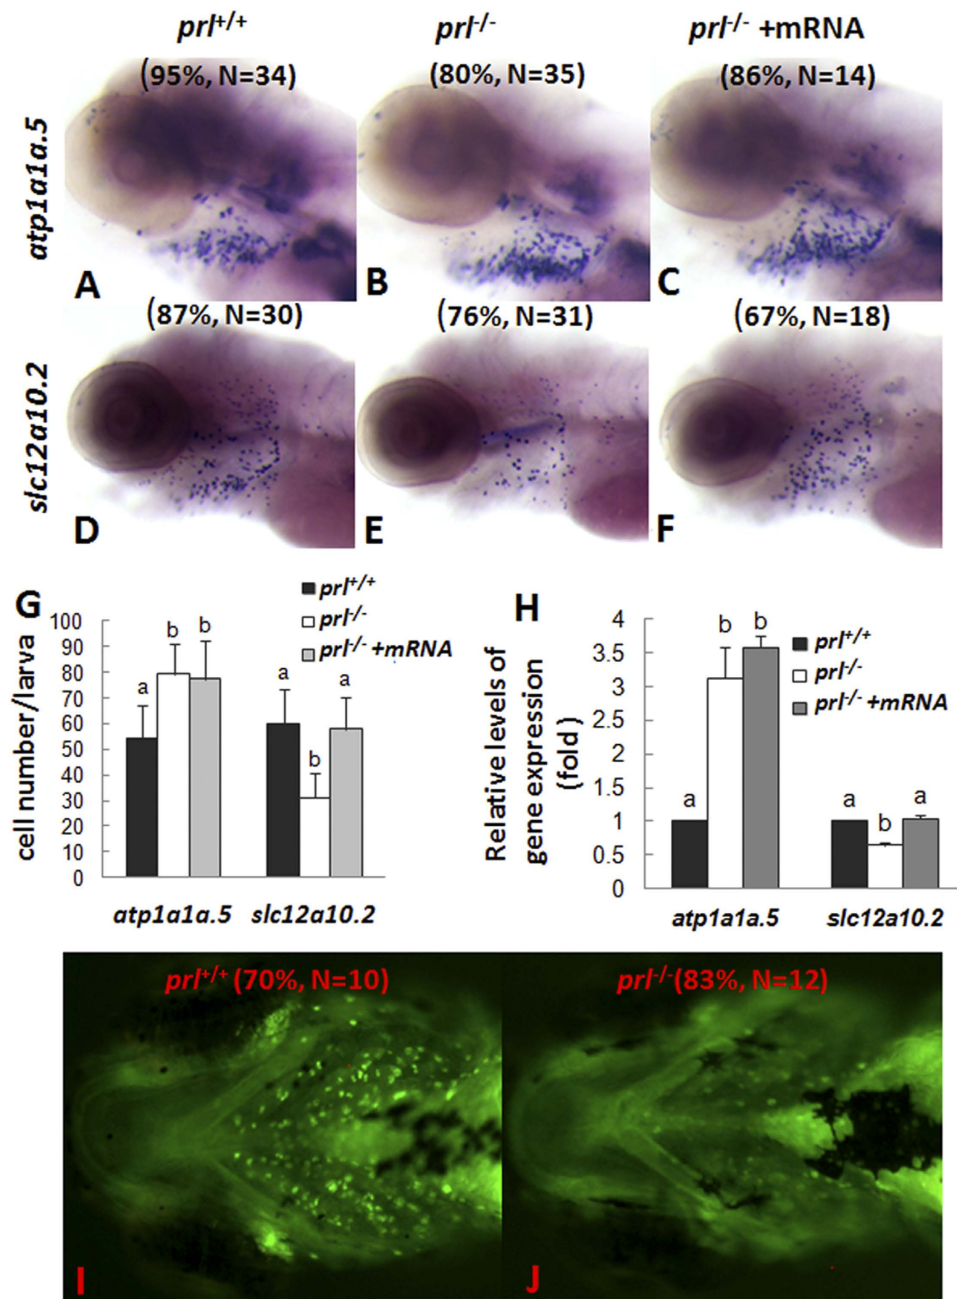 prl+/+ prl-/- prl-/- +mRNA
(95%, N=34) (80%, N=35) (86%, N=14)
atp1a1a.5
A B C
(87%, N=30) (76%, N=31) (67%, N=18)
slc12a10.2
D E F
G
prl+/+
prl-/-
prl-/- +mRNA
cell number/larva
100
90
80
70
60
50
40
30
20
10
0
a b b a b a
atp1a1a.5 slc12a10.2
H
prl+/+
prl-/-
prl-/- +mRNA
Relative levels of
gene expression
(fold)
4
3.5
3
2.5
2
1.5
1
0.5
0
a b b a b a
atp1a1a.5 slc12a10.2
prl+/+ (70%, N=10) prl-/- (83%, N=12)
I J